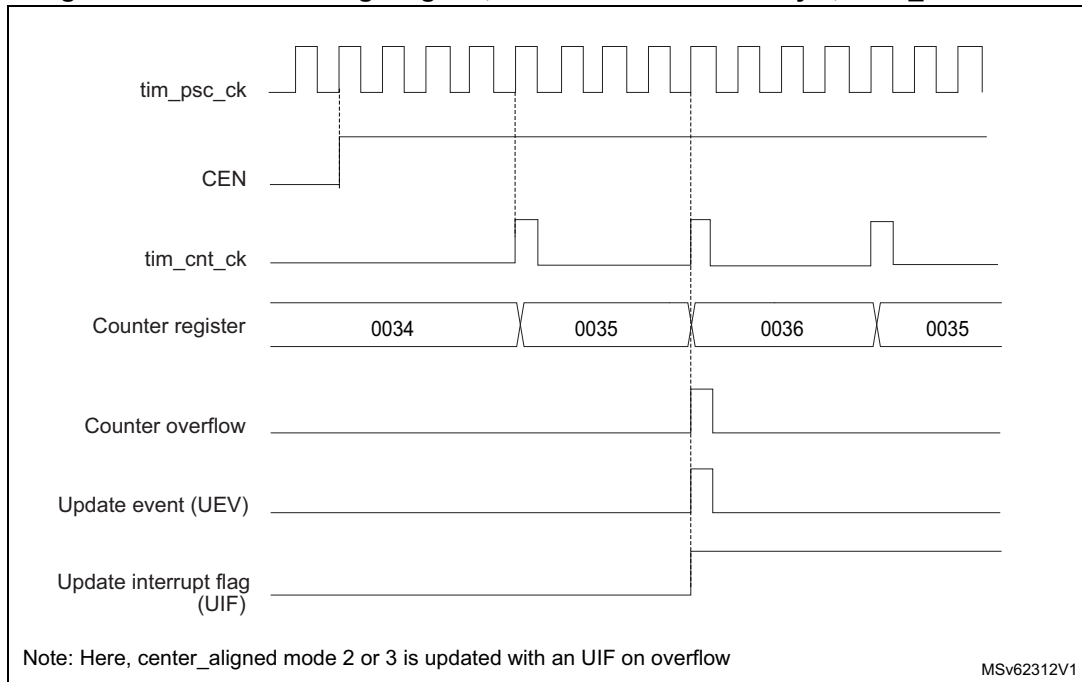 tim_psc_ck
CEN
tim_cnt_ck
Counter register 0034 0035 0036 0035
Counter overflow
Update event (UEV)
Update interrupt flag
(UIF)
Note: Here, center_aligned mode 2 or 3 is updated with an UIF on overflow
MSv62312V1